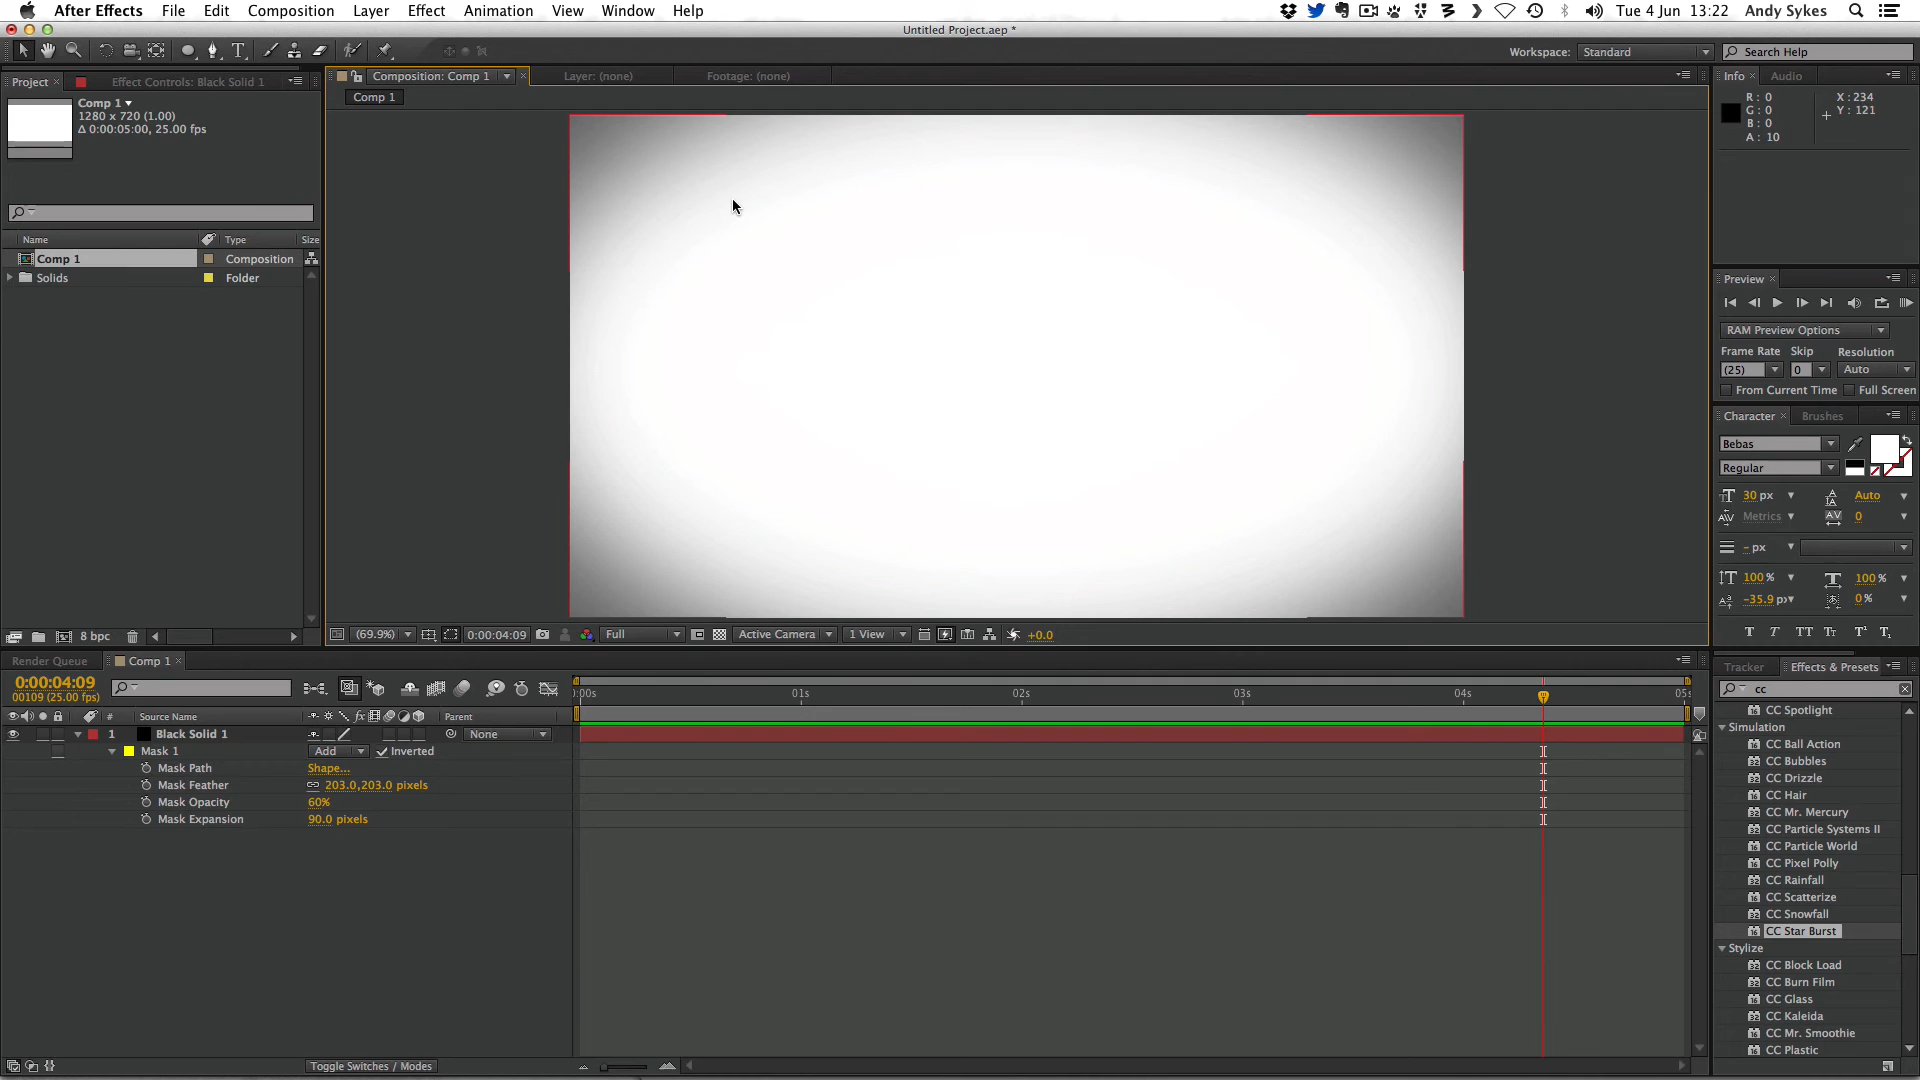 After Effects File Edit Composition Layer Effect Animation View Window Help Tue 4 Jun 13:22 Andy Sykes
Untitled Project.aep *
Workspace: Standard Search Help
Project Effect Controls: Black Solid 1
Composition: Comp 1 Layer: (none) Footage: (none)
Info Audio
Comp 1
Comp 1
1280 x 720 (1.00)
Δ 0:00:05:00, 25.00 fps
R: 0
G: 0
B: 0
A: 10
X: 234
Y: 121
Name Type Size
Comp 1 Composition
Solids Folder
Preview
RAM Preview Options
Frame Rate Skip Resolution
(25) 0 Auto
From Current Time Full Screen
Character Brushes
Bebas
Regular
30 px Auto
Metrics 0
- px
100 % 100 %
-35.9 px 0 %
T T TT Tr T¹ T₁
8 bpc
(69.9%) 0:00:04:09 Full Active Camera 1 View +0.0
Render Queue Comp 1
0:00:04:09
00109 (25.00 fps)
):00s 01s 02s 03s 04s 05s
# Source Name Parent
1 Black Solid 1 None
Mask 1 Add Inverted
Mask Path Shape...
Mask Feather 203.0,203.0 pixels
Mask Opacity 60%
Mask Expansion 90.0 pixels
Toggle Switches / Modes
Tracker Effects & Presets
cc
CC Spotlight
Simulation
CC Ball Action
CC Bubbles
CC Drizzle
CC Hair
CC Mr. Mercury
CC Particle Systems II
CC Particle World
CC Pixel Polly
CC Rainfall
CC Scatterize
CC Snowfall
CC Star Burst
Stylize
CC Block Load
CC Burn Film
CC Glass
CC Kaleida
CC Mr. Smoothie
CC Plastic